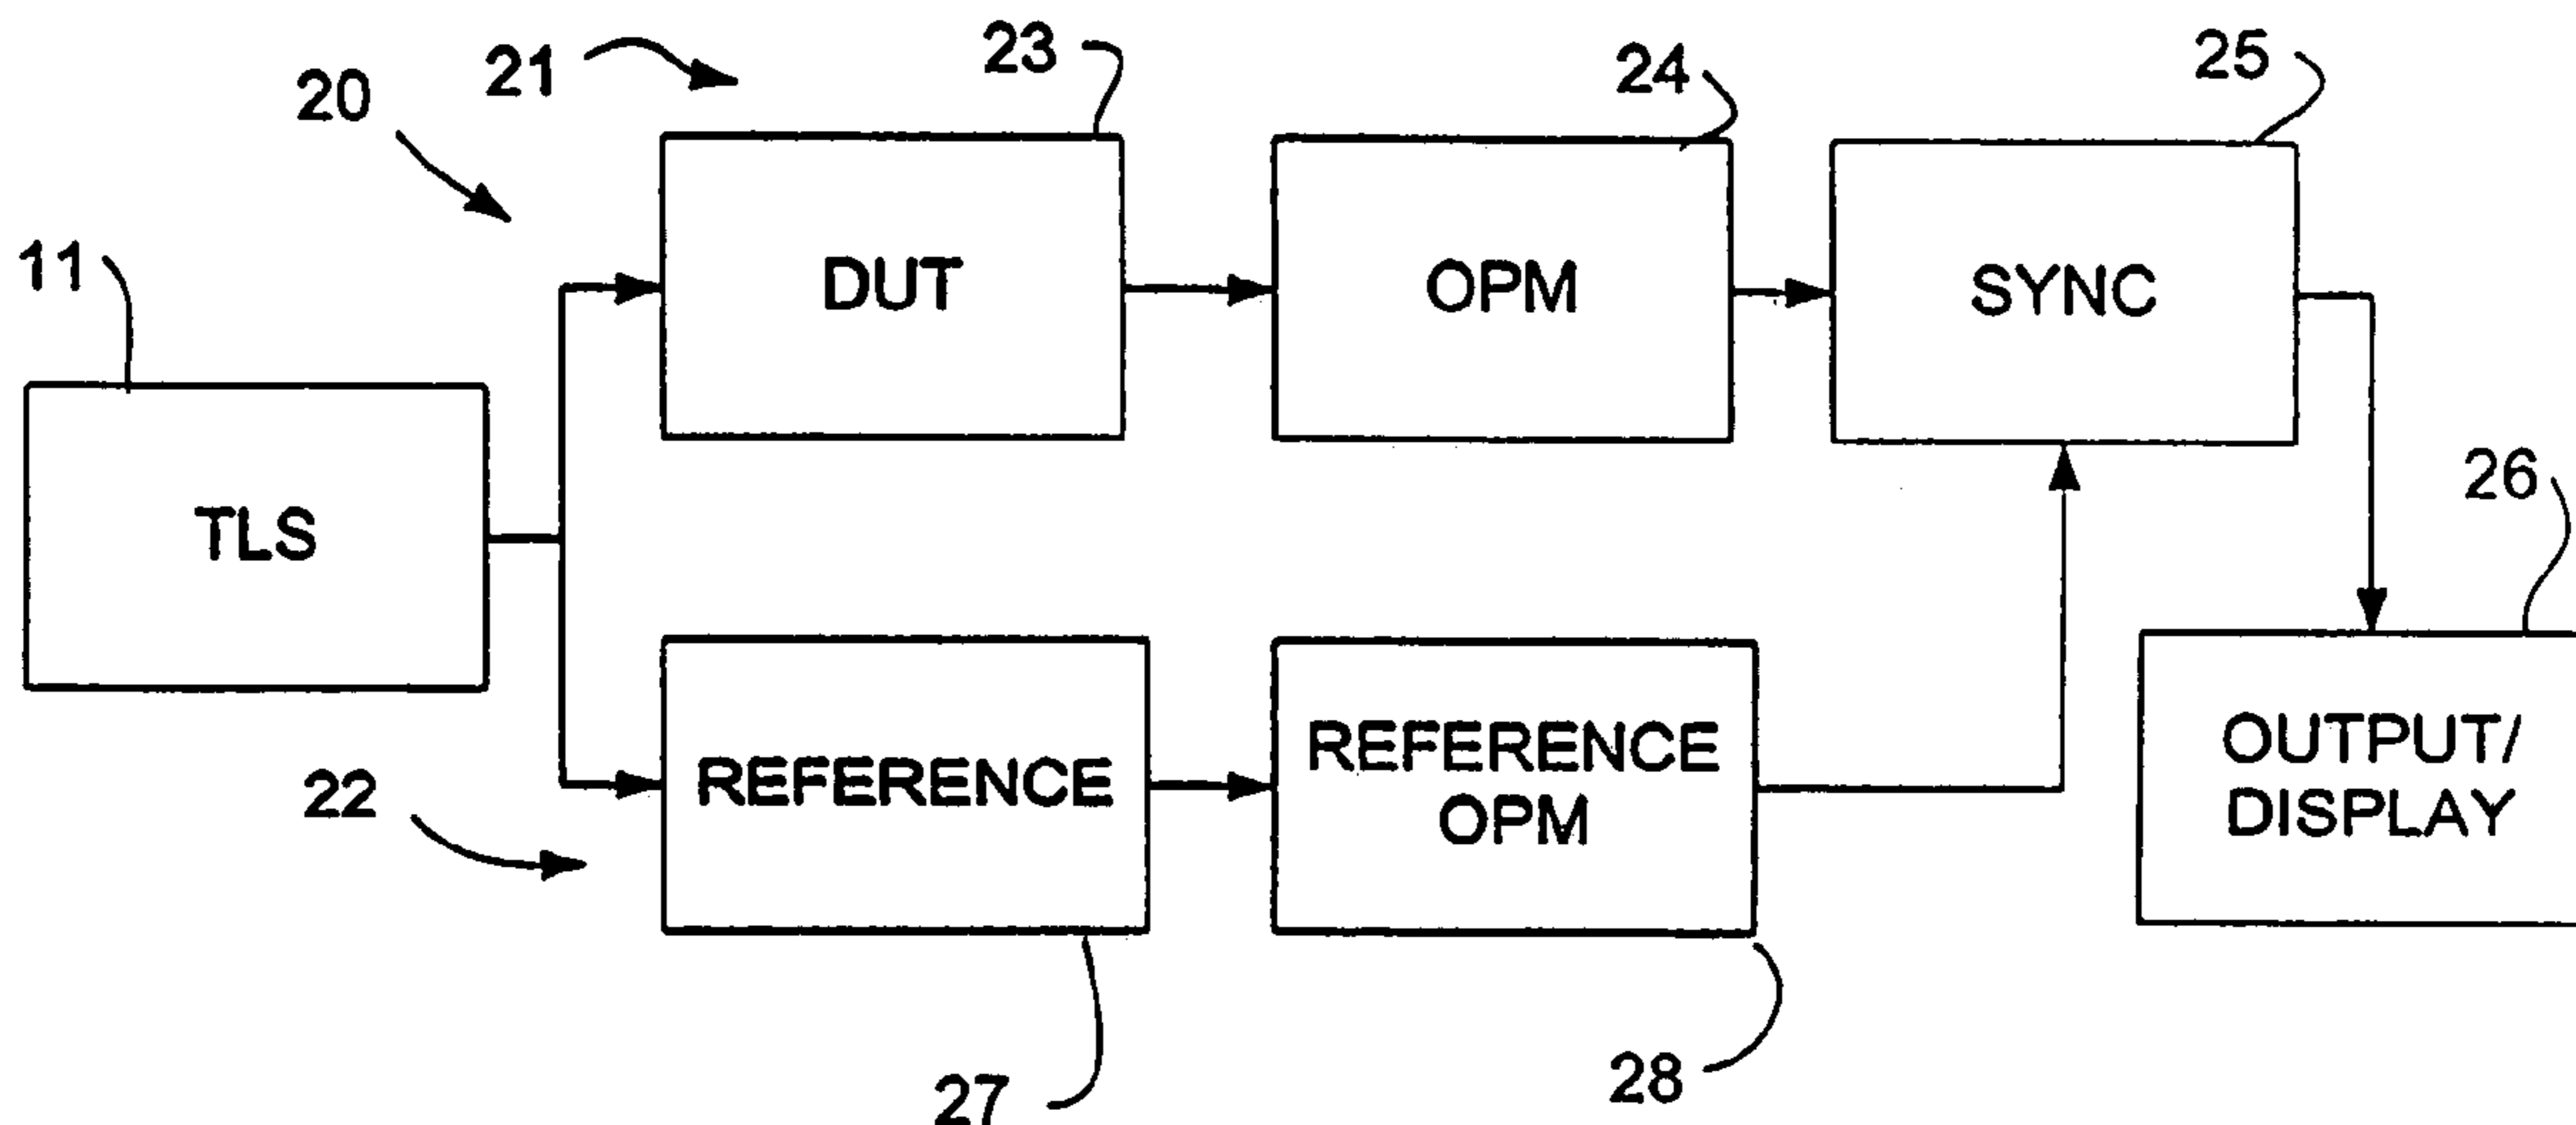 20
21
23
24
25
11
DUT
OPM
SYNC
TLS
26
22
REFERENCE
REFERENCE
OPM
OUTPUT/
DISPLAY
27
28